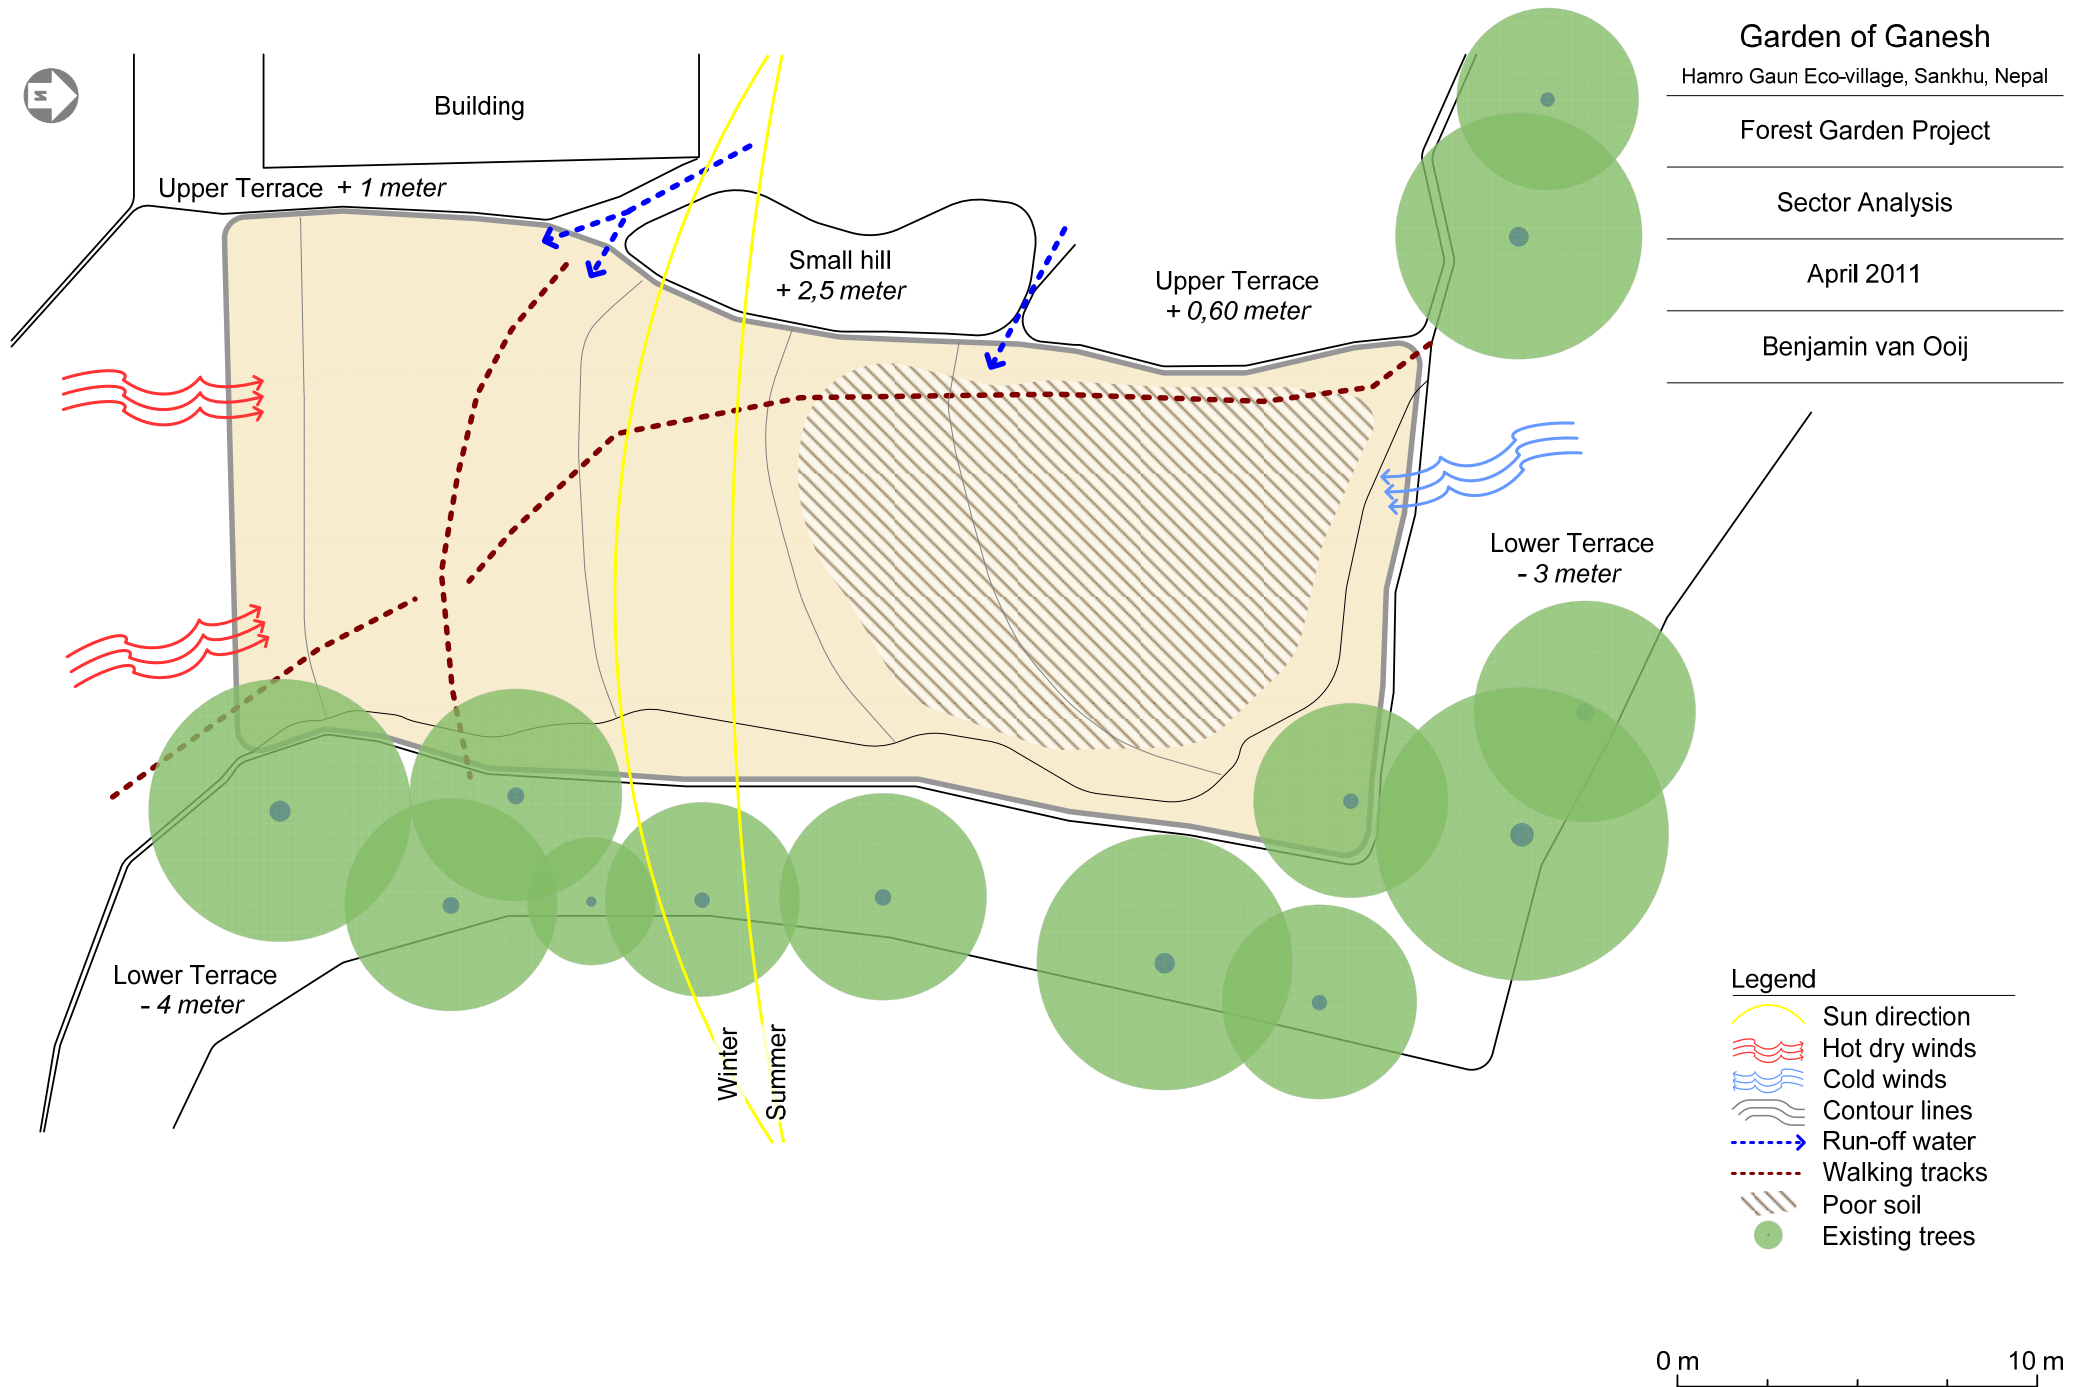 Garden of Ganesh
Hamro Gaun Eco-village, Sankhu, Nepal
Forest Garden Project
Sector Analysis
April 2011
Benjamin van Ooij
N
Building
Upper Terrace + 1 meter
Small hill
+ 2,5 meter
Upper Terrace
+ 0,60 meter
Lower Terrace
- 3 meter
Lower Terrace
- 4 meter
Winter
Summer
Legend
Sun direction
Hot dry winds
Cold winds
Contour lines
Run-off water
Walking tracks
Poor soil
Existing trees
0 m
10 m